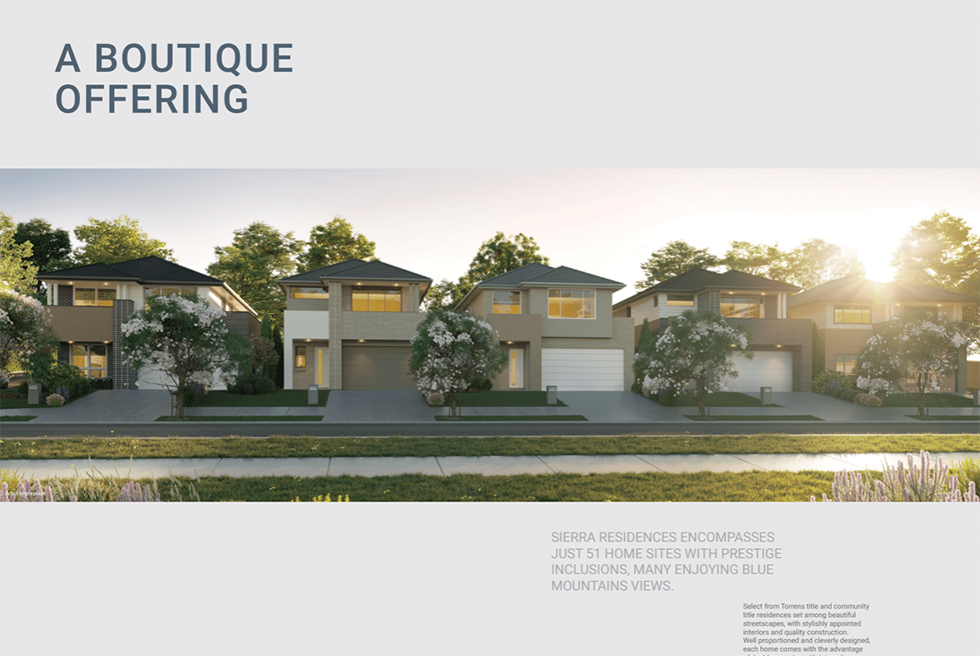 A BOUTIQUE
OFFERING
SIERRA RESIDENCES ENCOMPASSES
JUST 51 HOME SITES WITH PRESTIGE
INCLUSIONS, MANY ENJOYING BLUE
MOUNTAINS VIEWS.
Select from Torrens title and community
title residences set among beautiful
streetscapes, with stylishly appointed
interiors and quality construction.
Well proportioned and cleverly designed,
each home comes with the advantage